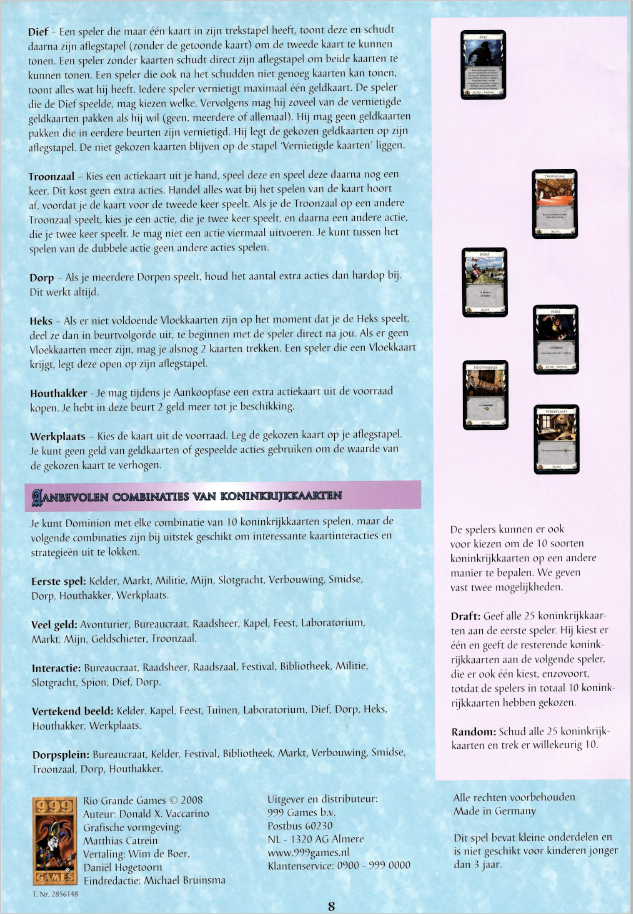 Dief – Een speler die maar één kaart in zijn trekstapel heeft, toont deze en schudt
daarna zijn aflegstapel (zonder de getoonde kaart) om de tweede kaart te kunnen
tonen. Een speler zonder kaarten schudt direct zijn aflegstapel om beide kaarten te
kunnen tonen. Een speler die ook na het schudden niet genoeg kaarten kan tonen,
toont alles wat hij heeft. Iedere speler vernietigt maximaal één geldkaart. De speler
die de Dief speelde, mag kiezen welke. Vervolgens mag hij zoveel van de vernietigde
geldkaarten pakken als hij wil (geen, meerdere of allemaal). Hij mag geen geldkaarten
pakken die in eerdere beurten zijn vernietigd. Hij legt de gekozen geldkaarten op zijn
aflegstapel. De niet gekozen kaarten blijven op de stapel 'Vernietigde kaarten' liggen.
Troonzaal – Kies een actiekaart uit je hand, speel deze en speel deze daarna nog een
keer. Dit kost geen extra acties. Handel alles wat bij het spelen van de kaart hoort
af, voordat je de kaart voor de tweede keer speelt. Als je de Troonzaal op een andere
Troonzaal speelt, kies je een actie, die je twee keer speelt, en daarna een andere actie,
die je twee keer speelt. Je mag niet een actie viermaal uitvoeren. Je kunt tussen het
spelen van de dubbele actie geen andere acties spelen.
Dorp – Als je meerdere Dorpen speelt, houd het aantal extra acties dan hardop bij.
Dit werkt altijd.
Heks – Als er niet voldoende Vloekkaarten zijn op het moment dat je de Heks speelt,
deel ze dan in beurtvolgorde uit, te beginnen met de speler direct na jou. Als er geen
Vloekkaarten meer zijn, mag je alsnog 2 kaarten trekken. Een speler die een Vloekkaart
krijgt, legt deze open op zijn aflegstapel.
Houthakker - Je mag tijdens je Aankoopfase een extra actiekaart uit de voorraad
kopen. Je hebt in deze beurt 2 geld meer tot je beschikking.
Werkplaats – Kies de kaart uit de voorraad. Leg de gekozen kaart op je aflegstapel.
Je kunt geen geld van geldkaarten of gespeelde acties gebruiken om de waarde van
de gekozen kaart te verhogen.
AANBEVOLEN COMBINATIES VAN KONINKRIJKKAARTEN
Je kunt Dominion met elke combinatie van 10 koninkrijkkaarten spelen, maar de
volgende combinaties zijn bij uitstek geschikt om interessante kaartinteracties en
strategieën uit te lokken.
Eerste spel: Kelder, Markt, Militie, Mijn, Slotgracht, Verbouwing, Smidse,
Dorp, Houthakker, Werkplaats.
Veel geld: Avonturier, Bureaucraat, Raadsheer, Kapel, Feest, Laboratorium,
Markt, Mijn, Geldschieter, Troonzaal.
Interactie: Bureaucraat, Raadsheer, Raadszaal, Festival, Bibliotheek, Militie,
Slotgracht, Spion, Dief, Dorp.
Vertekend beeld: Kelder, Kapel, Feest, Tuinen, Laboratorium, Dief, Dorp, Heks,
Houthakker, Werkplaats.
Dorpsplein: Bureaucraat, Kelder, Festival, Bibliotheek, Markt, Verbouwing, Smidse,
Troonzaal, Dorp, Houthakker.
De spelers kunnen er ook
voor kiezen om de 10 soorten
koninkrijkkaarten op een andere
manier te bepalen. We geven
vast twee mogelijkheden.
Draft: Geef alle 25 koninkrijkkaar-
ten aan de eerste speler. Hij kiest er
één en geeft de resterende konink-
rijkkaarten aan de volgende speler,
die er ook één kiest, enzovoort,
totdat de spelers in totaal 10 konink-
rijkkaarten hebben gekozen.
Random: Schud alle 25 koninkrijk-
kaarten en trek er willekeurig 10.
999
GAMES
T. Nr. 2856148
Rio Grande Games © 2008
Auteur: Donald X. Vaccarino
Grafische vormgeving:
Matthias Catrein
Vertaling: Wim de Boer,
Daniël Hogetoorn
Eindredactie: Michael Bruinsma
Uitgever en distributeur:
999 Games b.v.
Postbus 60230
NL - 1320 AG Almere
www.999games.nl
Klantenservice: 0900 - 999 0000
Alle rechten voorbehouden
Made in Germany
Dit spel bevat kleine onderdelen en
is niet geschikt voor kinderen jonger
dan 3 jaar.
8